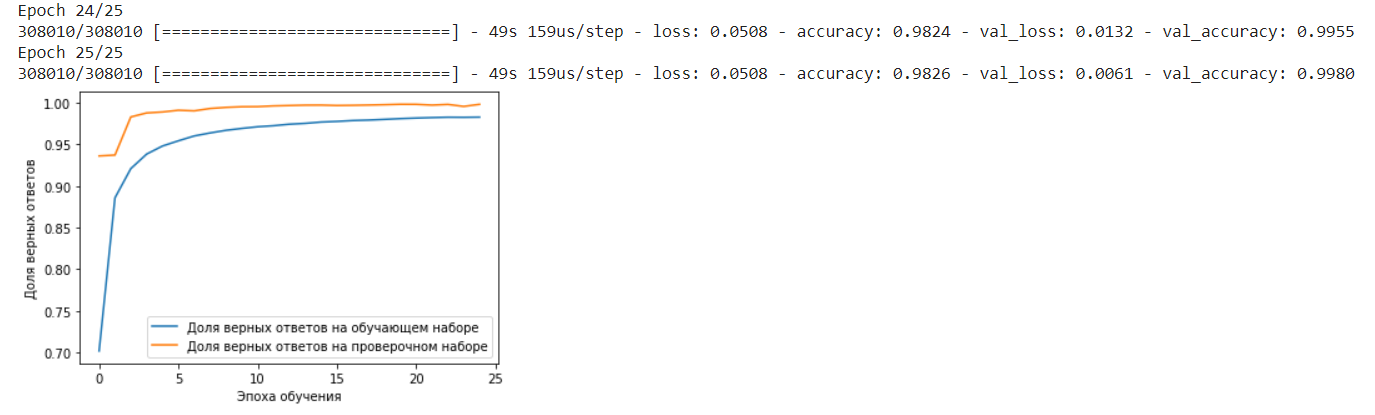 Epoch 24/25
308010/308010 [==============================] - 49s 159us/step - loss: 0.0508 - accuracy: 0.9824 - val_loss: 0.0132 - val_accuracy: 0.9955
Epoch 25/25
308010/308010 [==============================] - 49s 159us/step - loss: 0.0508 - accuracy: 0.9826 - val_loss: 0.0061 - val_accuracy: 0.9980
1.00
0.95
0.90
0.85
0.80
0.75
0.70
Доля верных ответов
Доля верных ответов на обучающем наборе
Доля верных ответов на проверочном наборе
0 5 10 15 20 25
Эпоха обучения